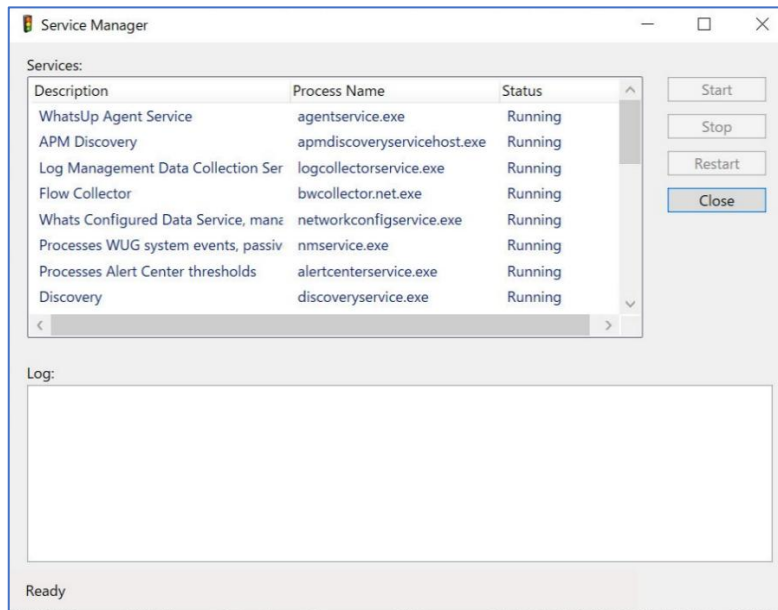 Service Manager
Services:
Description Process Name Status
WhatsUp Agent Service agentservice.exe Running
APM Discovery apmdiscoveryservicehost.exe Running
Log Management Data Collection Ser logcollectorservice.exe Running
Flow Collector bwcollector.net.exe Running
Whats Configured Data Service, mana networkconfigservice.exe Running
Processes WUG system events, passiv nmservice.exe Running
Processes Alert Center thresholds alertcenterservice.exe Running
Discovery discoveryservice.exe Running
Start
Stop
Restart
Close
Log:
Ready